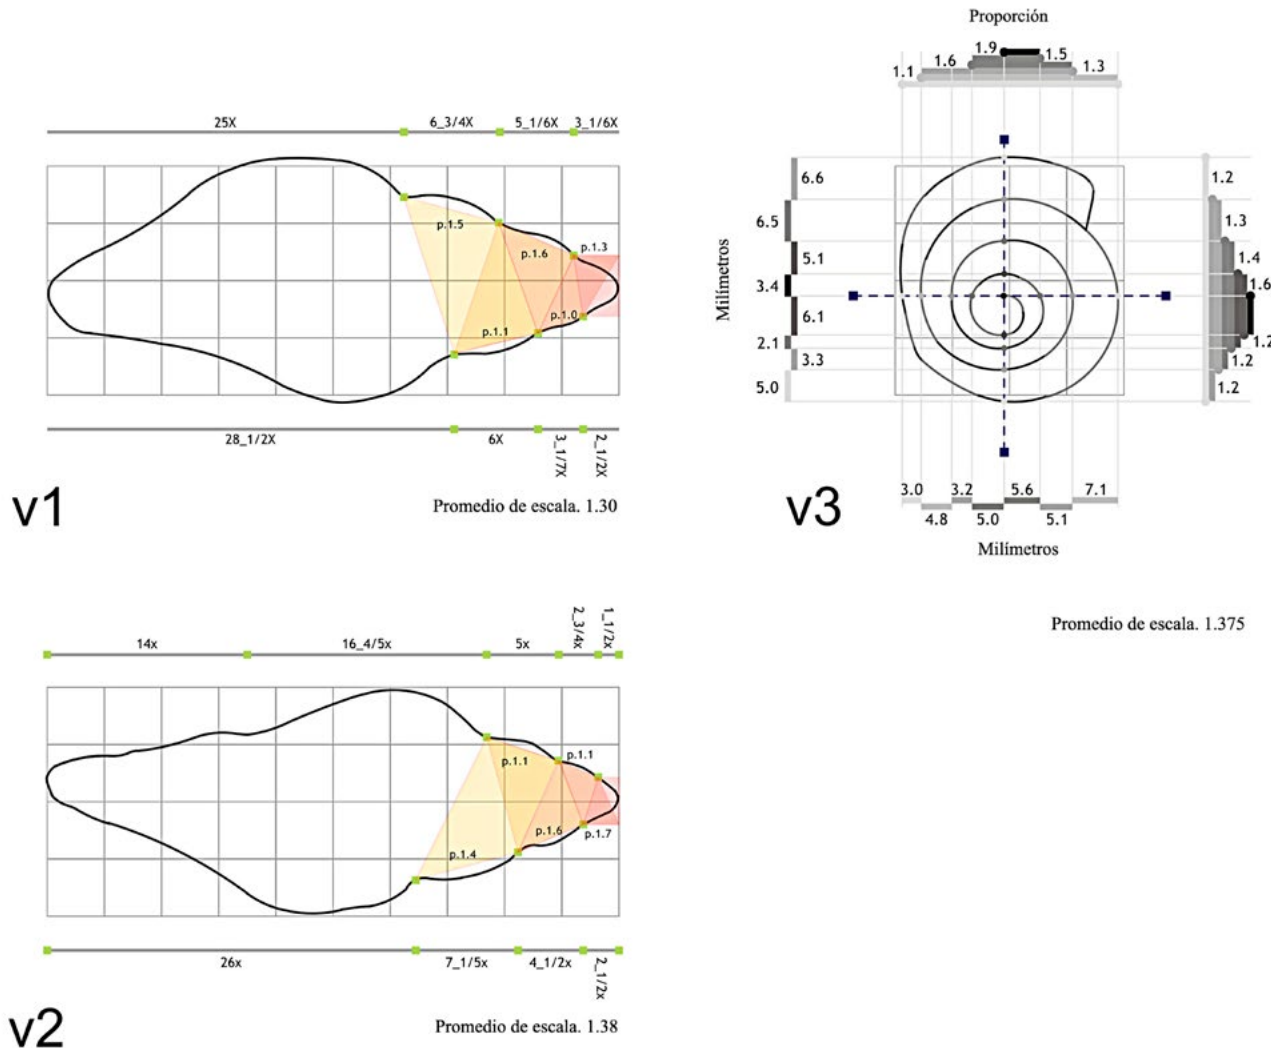 25X
6_3/4X
5_1/6X
3_1/6X
p.1.5
p.1.6
p.1.3
p.1.1
p.1.0
28_1/2X
6X
3_1/7X
2_1/2X
v1
Promedio de escala. 1.30
Proporción
1.1
1.6
1.9
1.5
1.3
Milímetros
6.6
6.5
5.1
3.4
6.1
2.1
3.3
5.0
1.2
1.3
1.4
1.6
1.2
1.2
1.2
3.0
3.2
5.6
7.1
4.8
5.0
5.1
v3
Milímetros
Promedio de escala. 1.375
14x
16_4/5x
5x
2_3/4x
1_1/2x
p.1.1
p.1.1
p.1.6
p.1.7
p.1.4
26x
7_1/5x
4_1/2x
2_1/2x
v2
Promedio de escala. 1.38